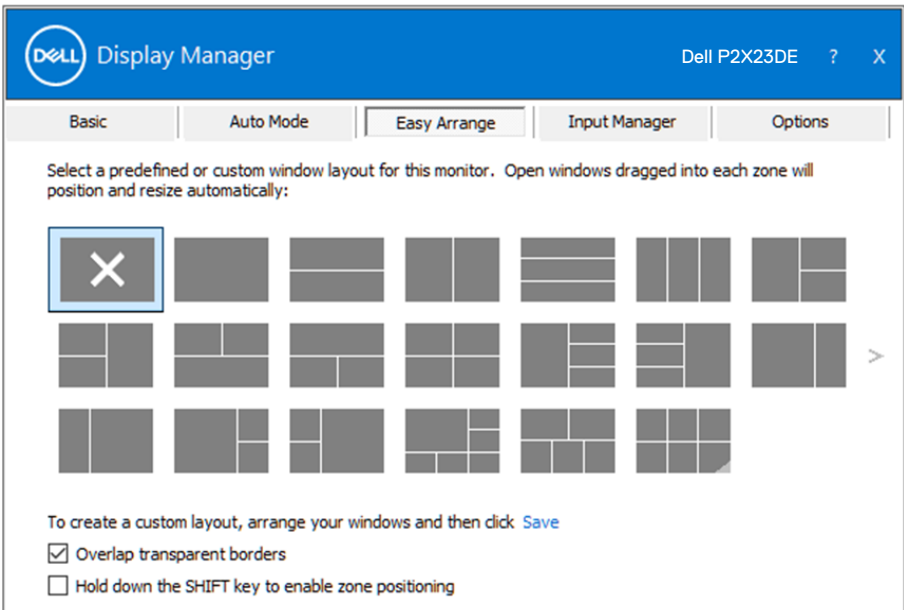 DELL Display Manager Dell P2X23DE ? X
Basic Auto Mode Easy Arrange Input Manager Options
Select a predefined or custom window layout for this monitor. Open windows dragged into each zone will
position and resize automatically:
>
To create a custom layout, arrange your windows and then click Save
Overlap transparent borders
Hold down the SHIFT key to enable zone positioning